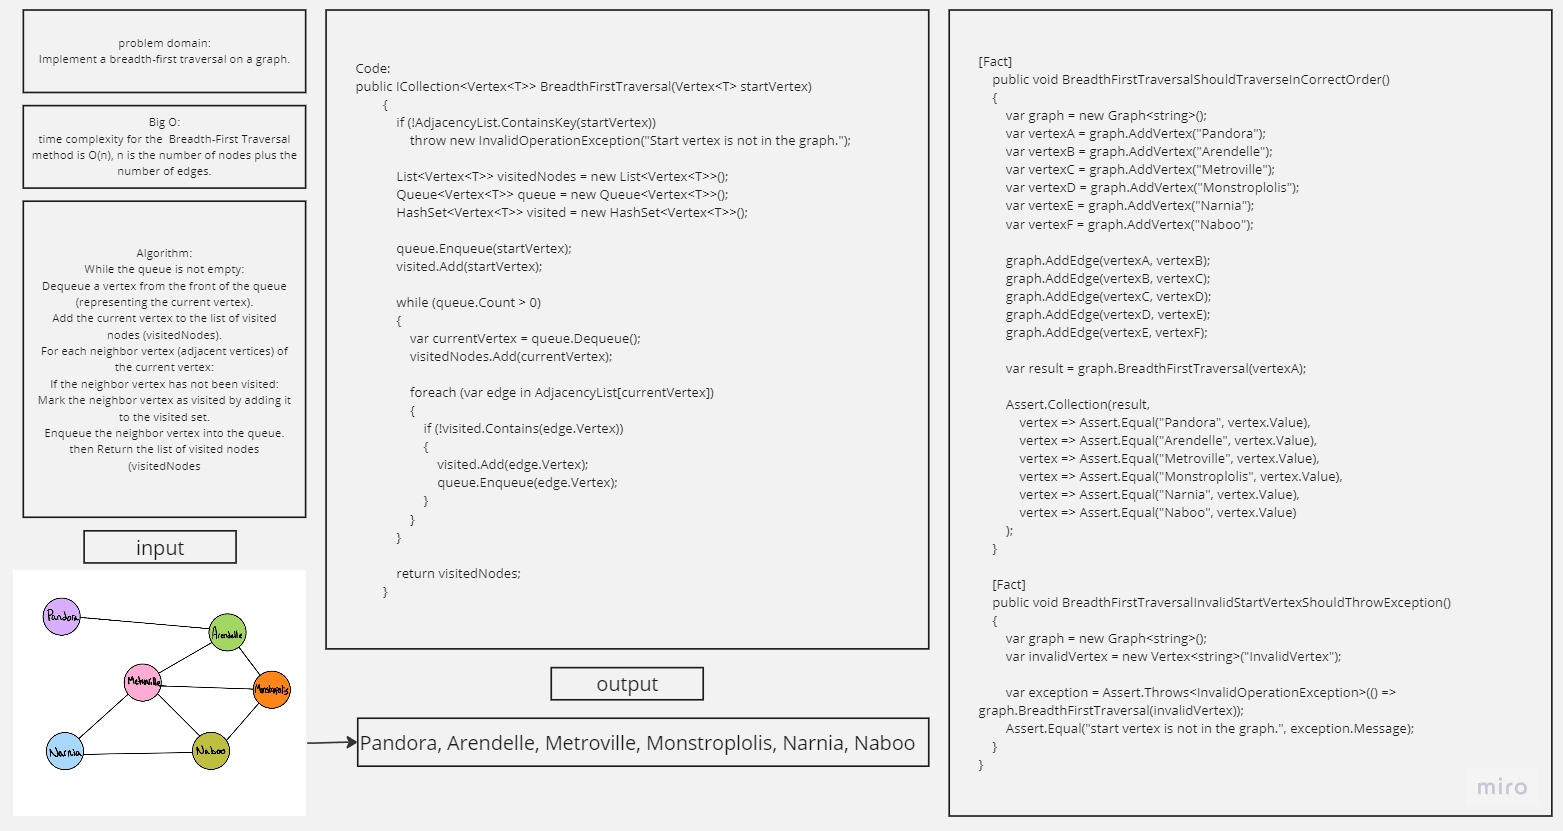 problem domain:
Implement a breadth-first traversal on a graph.
Big O:
time complexity for the  Breadth-First Traversal
method is O(n), n is the number of nodes plus the
number of edges.
Algorithm:
While the queue is not empty:
Dequeue a vertex from the front of the queue
(representing the current vertex).
Add the current vertex to the list of visited
nodes (visitedNodes).
For each neighbor vertex (adjacent vertices) of
the current vertex:
If the neighbor vertex has not been visited:
Mark the neighbor vertex as visited by adding it
to the visited set.
Enqueue the neighbor vertex into the queue.
then Return the list of visited nodes
(visitedNodes
input
Pandora
Arendelle
Metroville
Monstropolis
Narnia
Naboo
Code:
public ICollection<Vertex<T>> BreadthFirstTraversal(Vertex<T> startVertex)
{
if (!AdjacencyList.ContainsKey(startVertex))
throw new InvalidOperationException("Start vertex is not in the graph.");
List<Vertex<T>> visitedNodes = new List<Vertex<T>>();
Queue<Vertex<T>> queue = new Queue<Vertex<T>>();
HashSet<Vertex<T>> visited = new HashSet<Vertex<T>>();
queue.Enqueue(startVertex);
visited.Add(startVertex);
while (queue.Count > 0)
{
var currentVertex = queue.Dequeue();
visitedNodes.Add(currentVertex);
foreach (var edge in AdjacencyList[currentVertex])
{
if (!visited.Contains(edge.Vertex))
{
visited.Add(edge.Vertex);
queue.Enqueue(edge.Vertex);
}
}
}
return visitedNodes;
}
output
Pandora, Arendelle, Metroville, Monstroplolis, Narnia, Naboo
[Fact]
public void BreadthFirstTraversalShouldTraverseInCorrectOrder()
{
var graph = new Graph<string>();
var vertexA = graph.AddVertex("Pandora");
var vertexB = graph.AddVertex("Arendelle");
var vertexC = graph.AddVertex("Metroville");
var vertexD = graph.AddVertex("Monstroplolis");
var vertexE = graph.AddVertex("Narnia");
var vertexF = graph.AddVertex("Naboo");
graph.AddEdge(vertexA, vertexB);
graph.AddEdge(vertexB, vertexC);
graph.AddEdge(vertexC, vertexD);
graph.AddEdge(vertexD, vertexE);
graph.AddEdge(vertexE, vertexF);
var result = graph.BreadthFirstTraversal(vertexA);
Assert.Collection(result,
vertex => Assert.Equal("Pandora", vertex.Value),
vertex => Assert.Equal("Arendelle", vertex.Value),
vertex => Assert.Equal("Metroville", vertex.Value),
vertex => Assert.Equal("Monstroplolis", vertex.Value),
vertex => Assert.Equal("Narnia", vertex.Value),
vertex => Assert.Equal("Naboo", vertex.Value)
);
}
[Fact]
public void BreadthFirstTraversalInvalidStartVertexShouldThrowException()
{
var graph = new Graph<string>();
var invalidVertex = new Vertex<string>("InvalidVertex");
var exception = Assert.Throws<InvalidOperationException>(() =>
graph.BreadthFirstTraversal(invalidVertex));
Assert.Equal("start vertex is not in the graph.", exception.Message);
}
}
miro